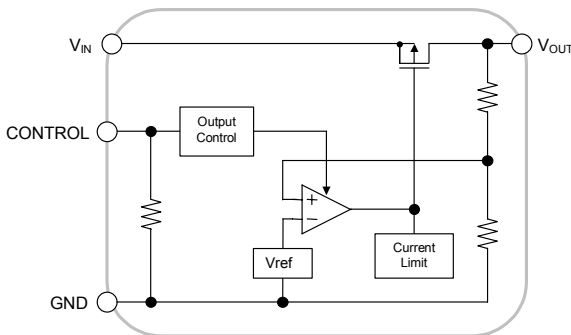 VIN
VOUT
CONTROL
Output
Control
+
−
Vref
Current
Limit
GND